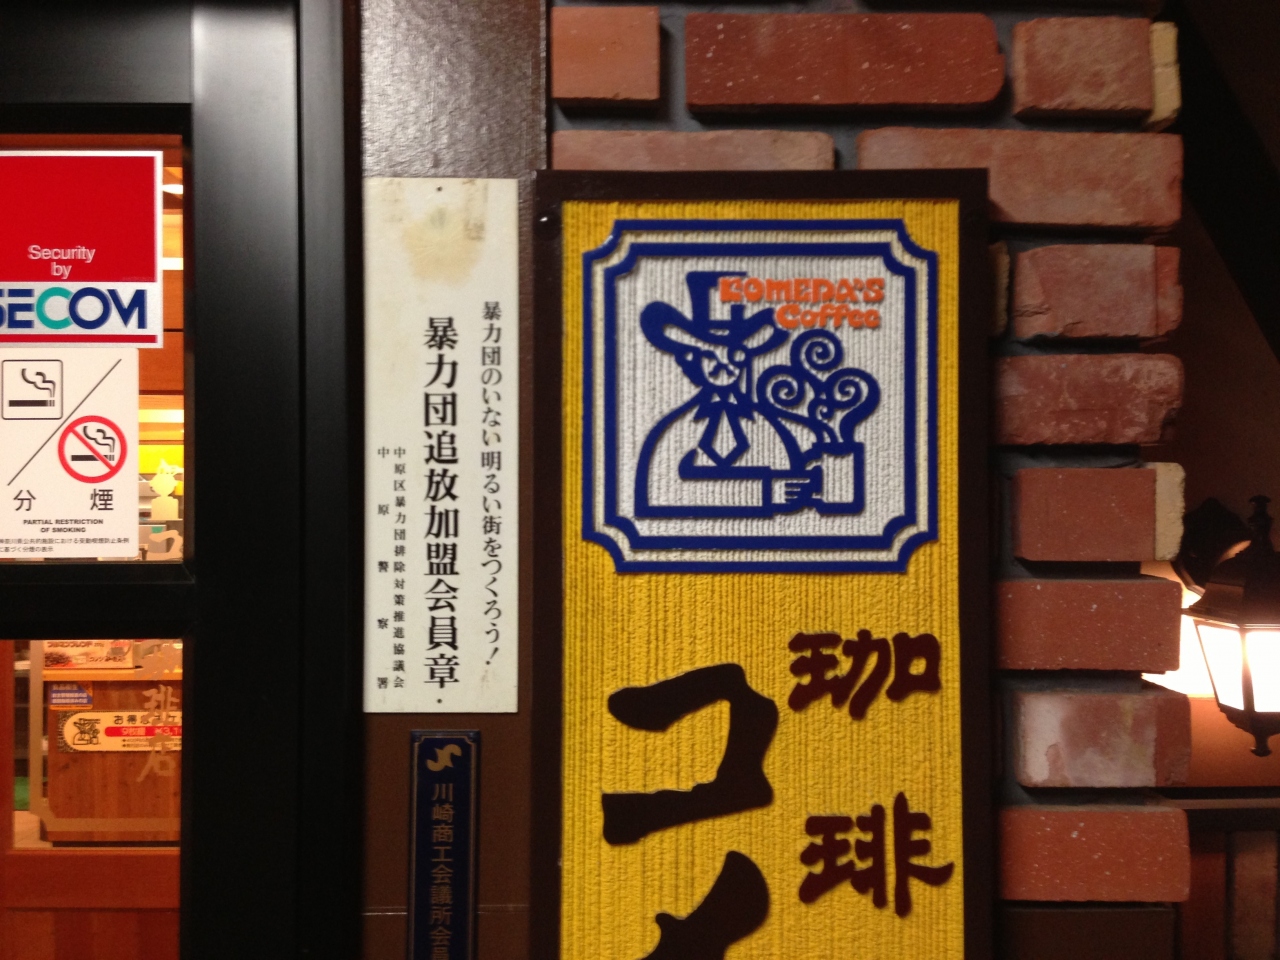 Security
by
SECOM
分煙
PARTIAL RESTRICTION
OF SMOKING
暴力団のいない明るい街をつくろう!
暴力団追放加盟会員章
中原区暴力団排除対策推進協議会
中原警察署
川崎商工会議所会員
KOMEDA'S
Coffee
珈琲
コメ